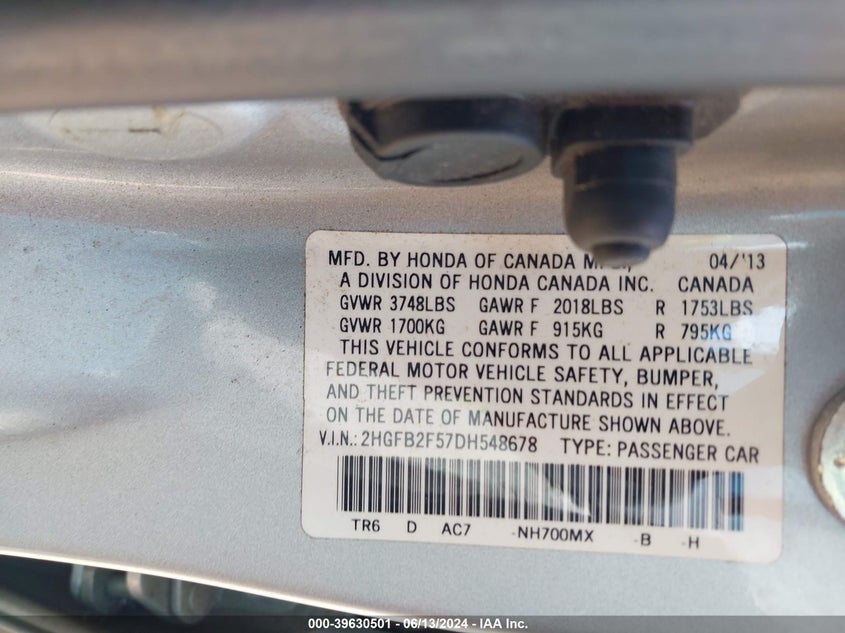 MFD. BY HONDA OF CANADA 04/'13
A DIVISION OF HONDA CANADA INC. CANADA
GVWR 3748LBS GAWR F 2018LBS R 1753LBS
GVWR 1700KG GAWR F 915KG R 795KG
THIS VEHICLE CONFORMS TO ALL APPLICABLE
FEDERAL MOTOR VEHICLE SAFETY, BUMPER,
AND THEFT PREVENTION STANDARDS IN EFFECT
ON THE DATE OF MANUFACTURE SHOWN ABOVE.
V.I.N.: 2HGFB2F57DH548678 TYPE: PASSENGER CAR
TR6 D AC7 -NH700MX -B -H
000-39630501 - 06/13/2024 - IAA Inc.